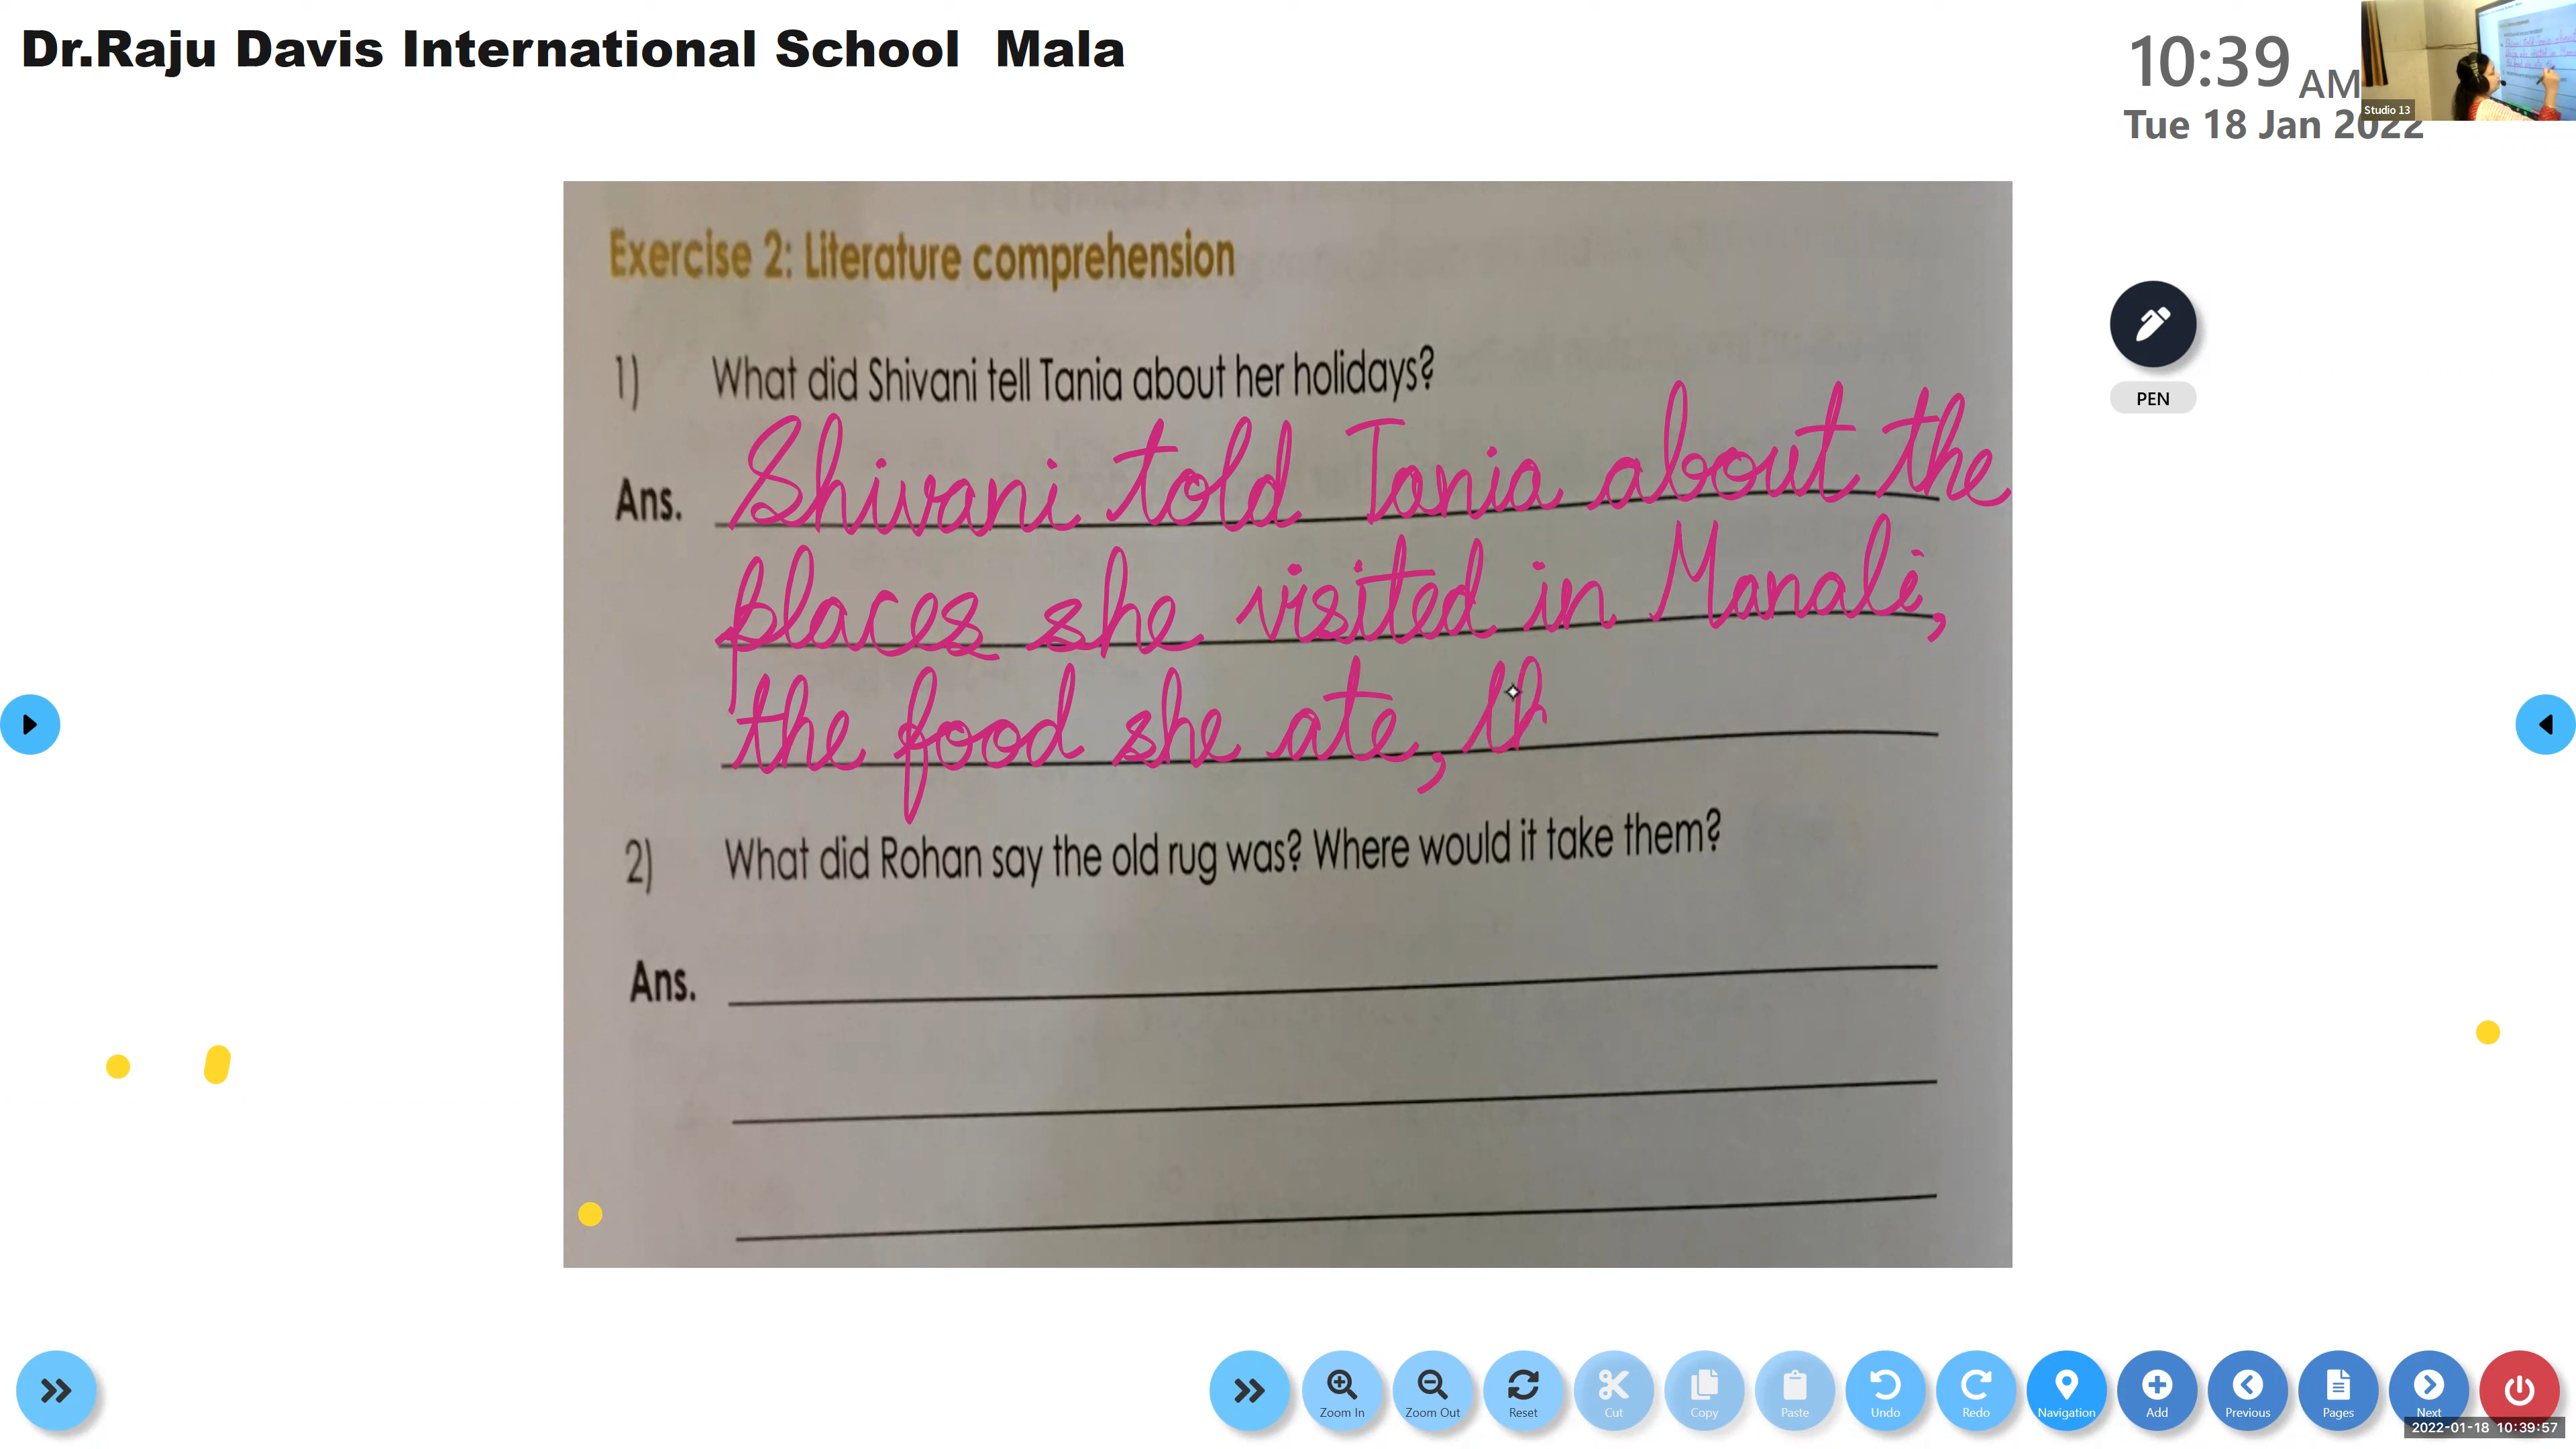 Dr.Raju Davis International School Mala
10:39 AM
Tue 18 Jan 2022
Studio 13
Exercise 2: Literature comprehension
1) What did Shivani tell Tania about her holidays?
Ans. Shivani told Tania about the
places she visited in Manali,
the food she ate, th
2) What did Rohan say the old rug was? Where would it take them?
Ans.
PEN
Zoom In Zoom Out Reset Cut Copy Paste Undo Redo Navigation Add Previous Pages Next
2022-01-18 10:39:57